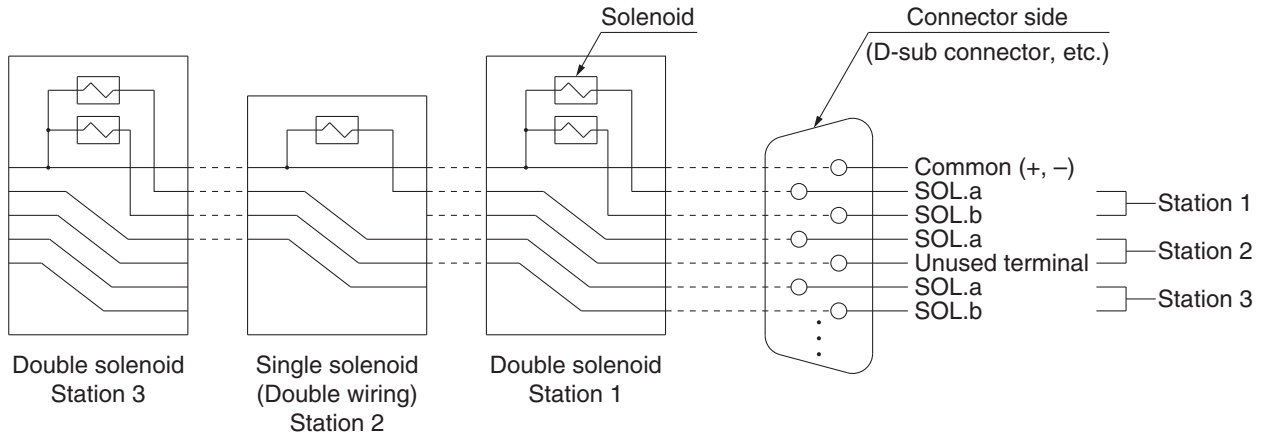 Solenoid
Connector side
(D-sub connector, etc.)
Common (+, –)
SOL.a
SOL.b
Station 1
SOL.a
Unused terminal
Station 2
SOL.a
SOL.b
Station 3
Double solenoid
Station 3
Single solenoid
(Double wiring)
Station 2
Double solenoid
Station 1